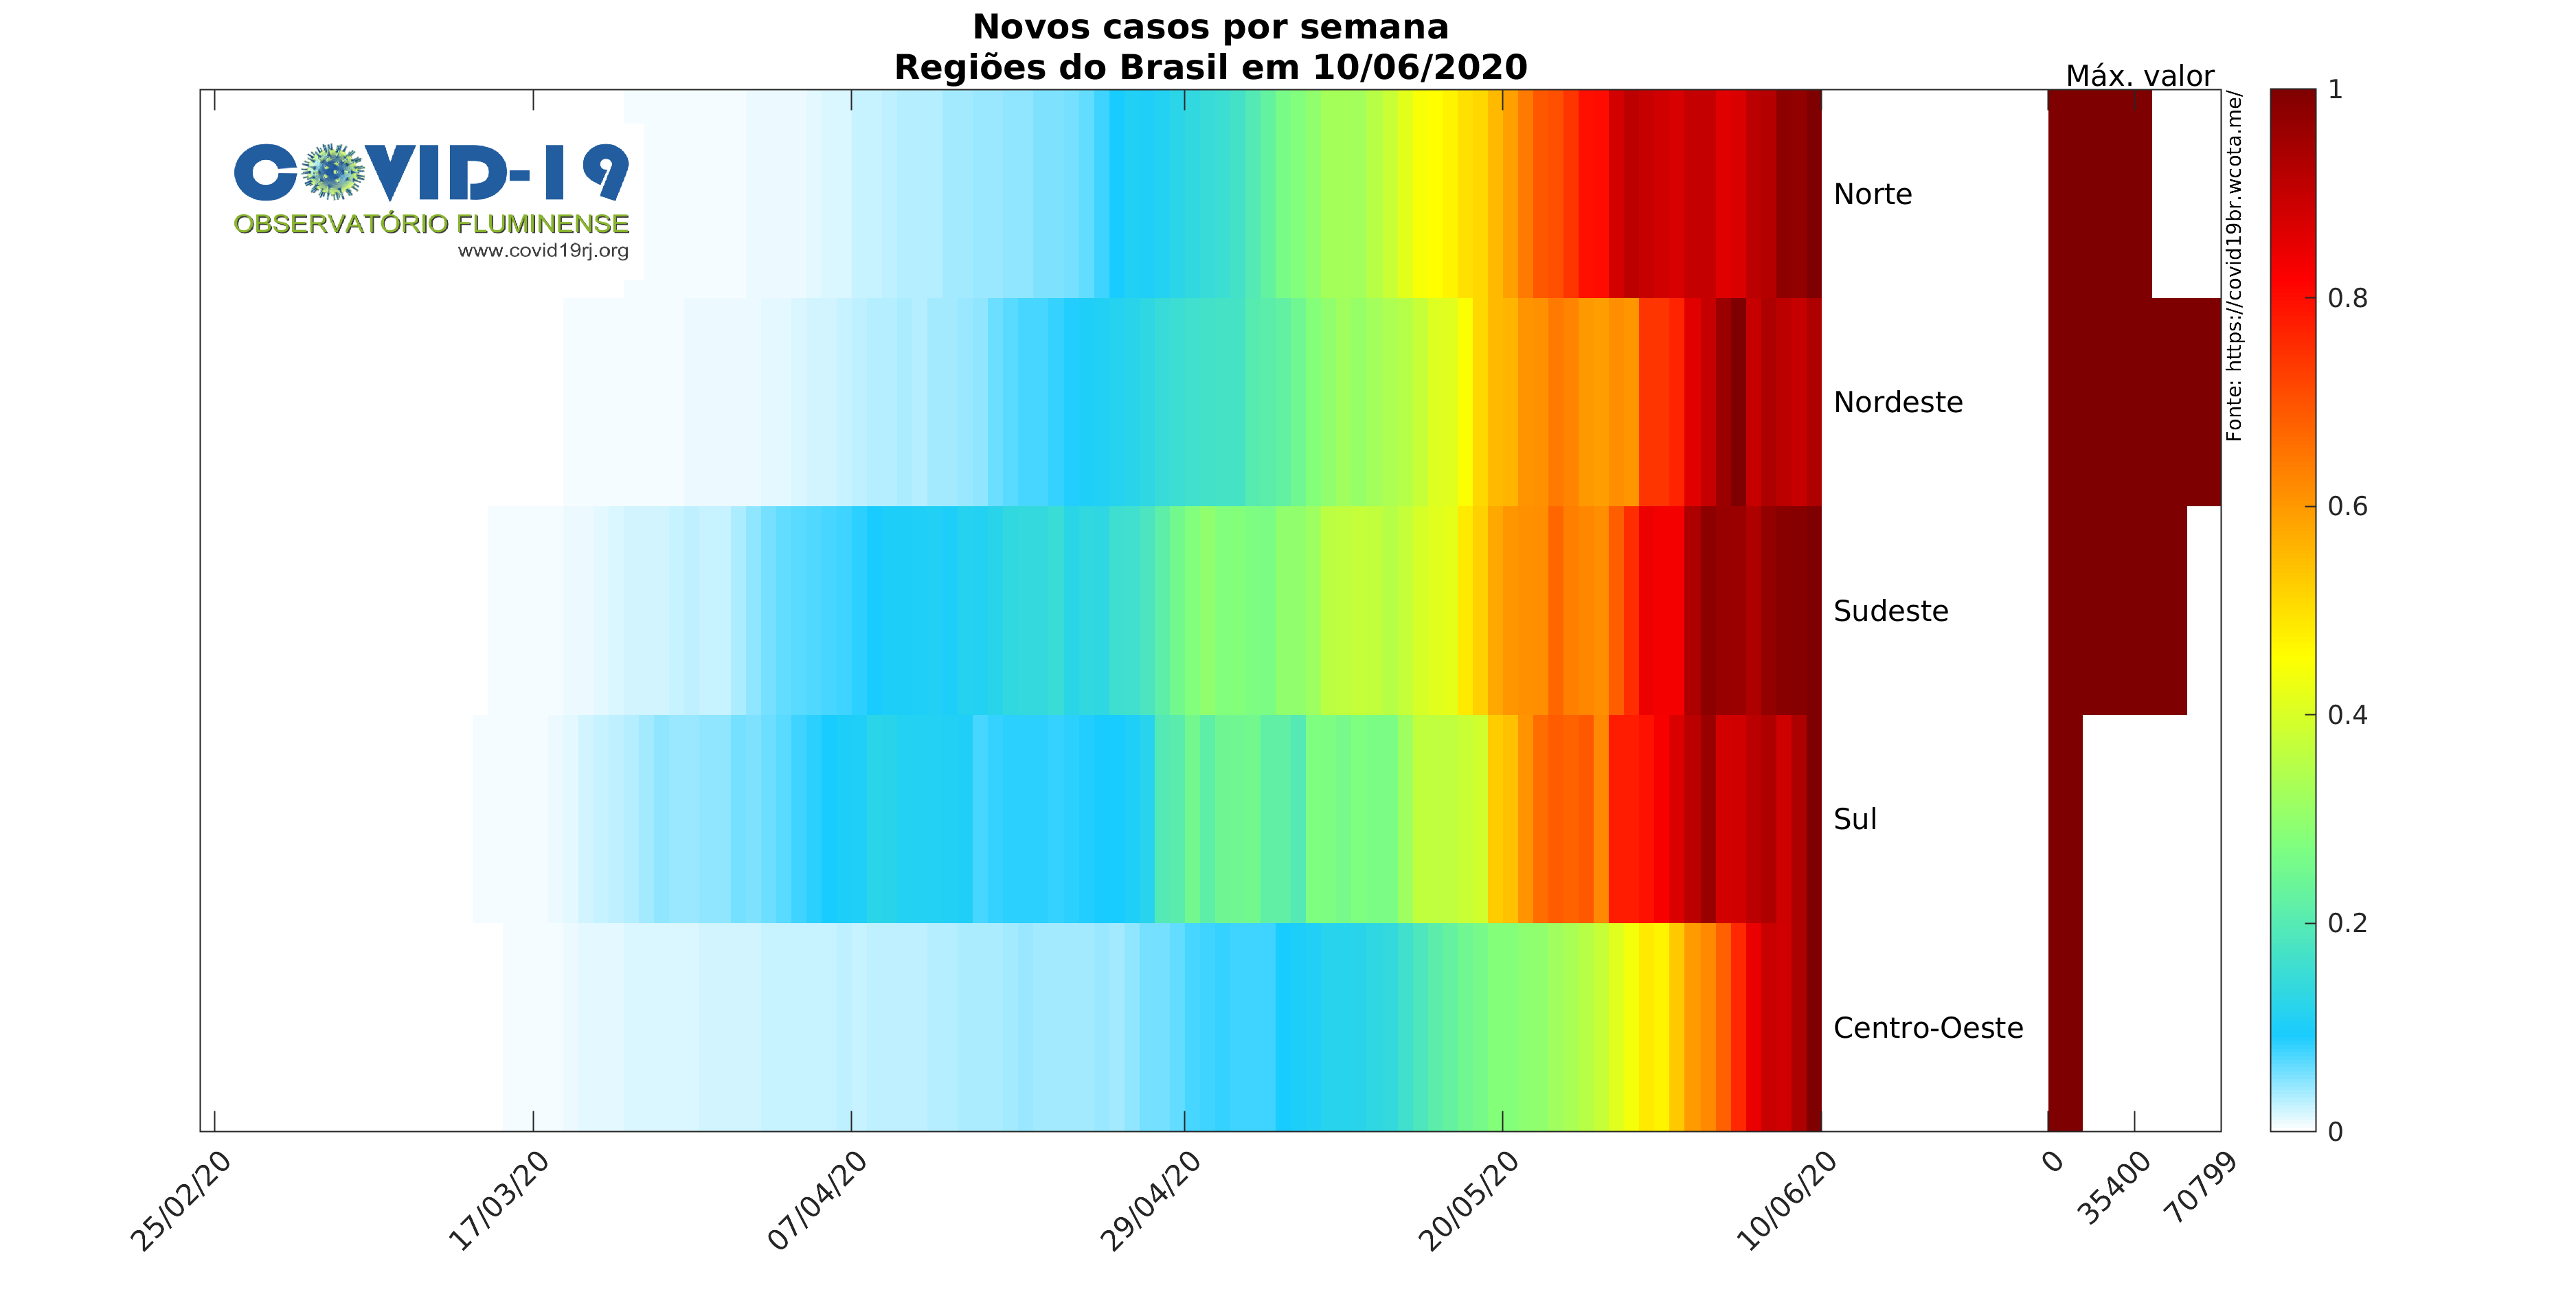 Novos casos por semana
Regiões do Brasil em 10/06/2020
COVID-19
OBSERVATÓRIO FLUMINENSE
www.covid19rj.org
Norte
Nordeste
Sudeste
Sul
Centro-Oeste
Máx. valor
Fonte: https://covid19br.wcota.me/
1
0.8
0.6
0.4
0.2
0
25/02/20
17/03/20
07/04/20
29/04/20
20/05/20
10/06/20
0
35400
70799